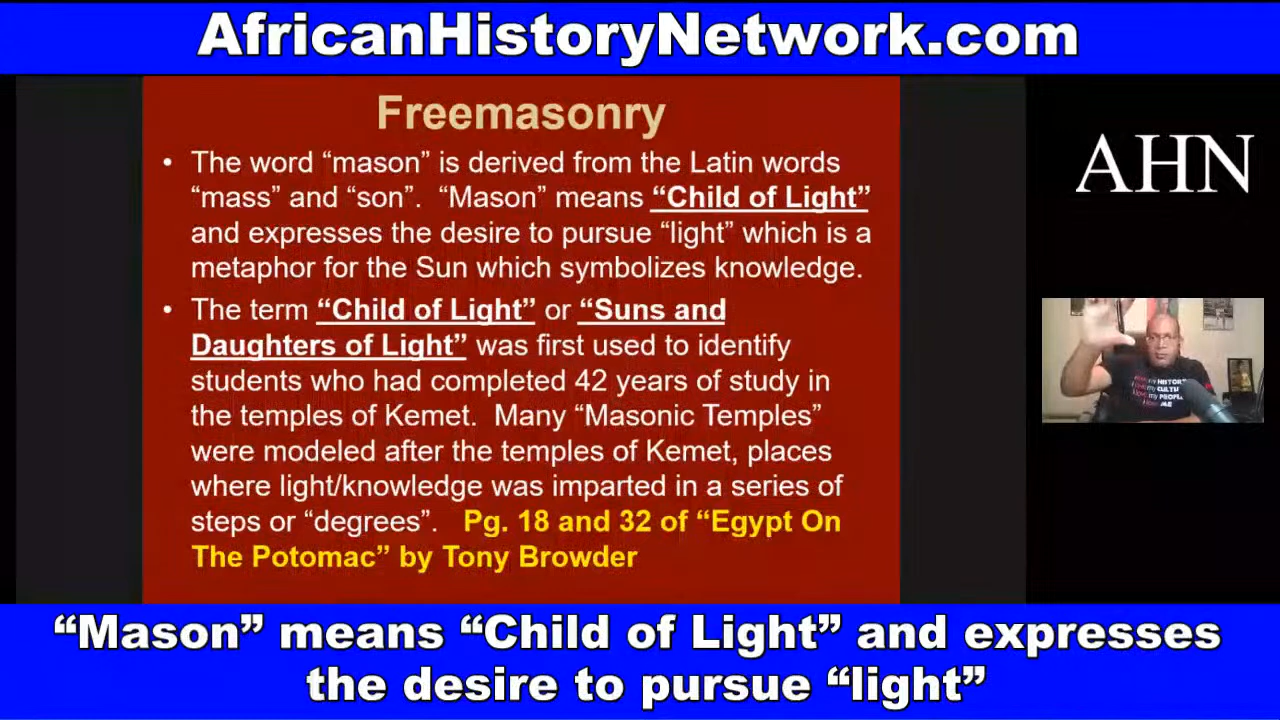 AfricanHistoryNetwork.com
Freemasonry
• The word “mason” is derived from the Latin words
“mass” and “son”. “Mason” means “Child of Light”
and expresses the desire to pursue “light” which is a
metaphor for the Sun which symbolizes knowledge.
• The term “Child of Light” or “Suns and
Daughters of Light” was first used to identify
students who had completed 42 years of study in
the temples of Kemet. Many “Masonic Temples”
were modeled after the temples of Kemet, places
where light/knowledge was imparted in a series of
steps or “degrees”. Pg. 18 and 32 of “Egypt On
The Potomac” by Tony Browder
AHN
“Mason” means “Child of Light” and expresses
the desire to pursue “light”